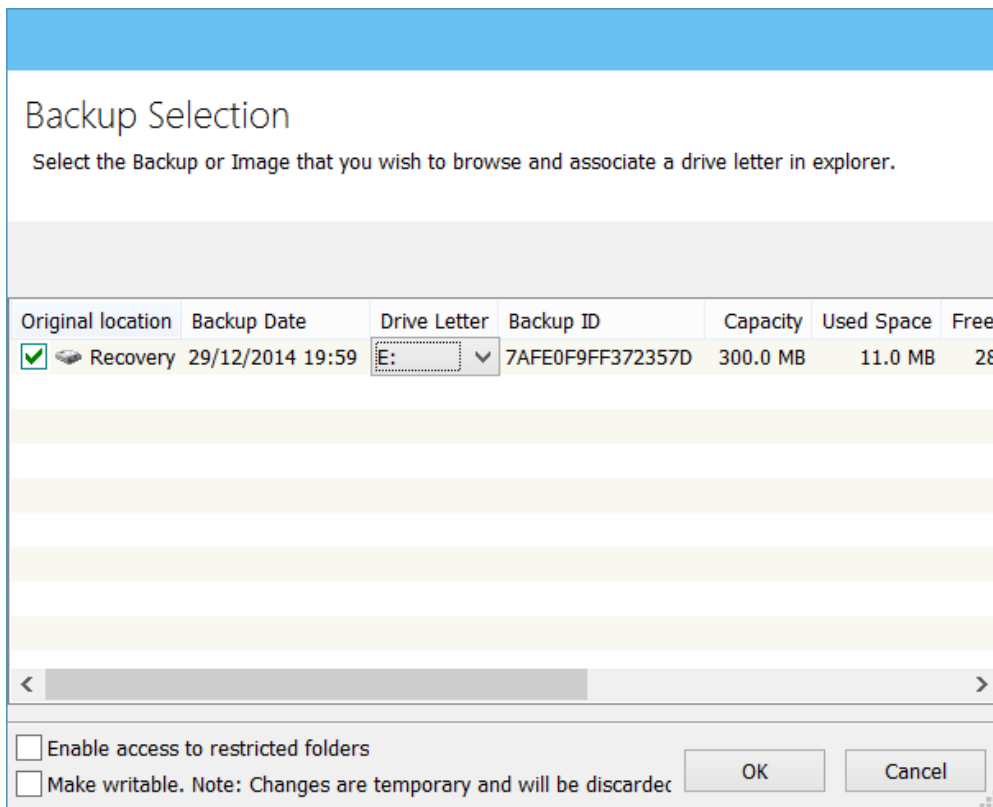 Backup Selection
Select the Backup or Image that you wish to browse and associate a drive letter in explorer.
Original location Backup Date Drive Letter Backup ID Capacity Used Space Free
Recovery 29/12/2014 19:59 E: 7AFE0F9FF372357D 300.0 MB 11.0 MB 28
Enable access to restricted folders
Make writable. Note: Changes are temporary and will be discarded
OK Cancel